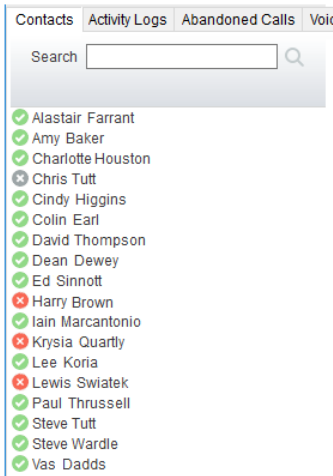 Contacts Activity Logs Abandoned Calls
Search
Alastair Farrant
Amy Baker
Charlotte Houston
Chris Tutt
Cindy Higgins
Colin Earl
David Thompson
Dean Dewey
Ed Sinnott
Harry Brown
Iain Marcantonio
Krysia Quartly
Lee Koria
Lewis Swiatek
Paul Thrussell
Steve Tutt
Steve Wardle
Vas Dadds